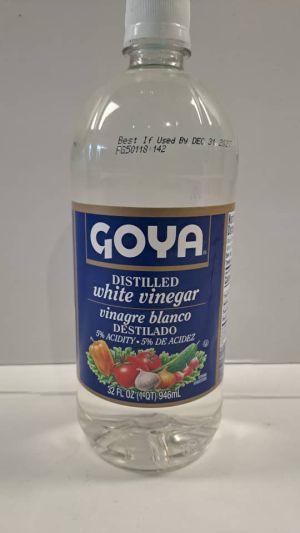 Best If Used By DEC 31 2027
FG50118 142
GOYA
DISTILLED
white vinegar
vinagre blanco
DESTILADO
5% ACIDITY • 5% DE ACIDEZ
32 FL OZ (1 QT) 946mL